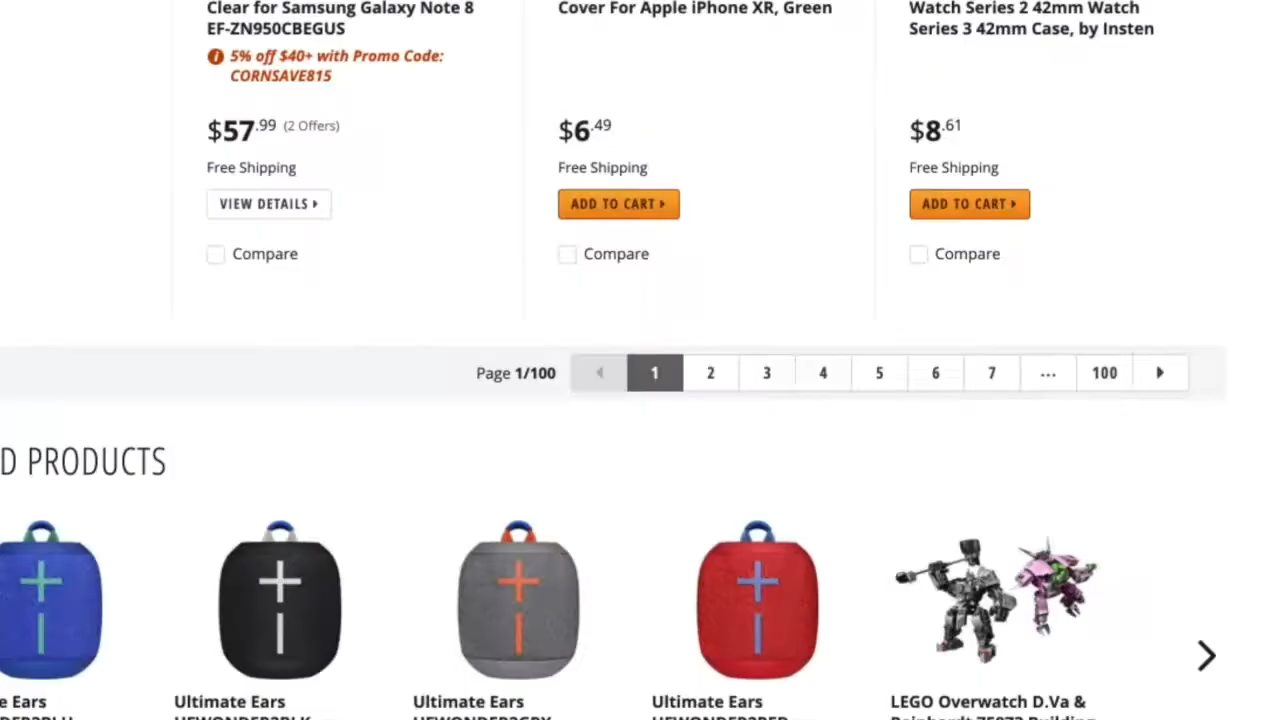 Clear for Samsung Galaxy Note 8
EF-ZN950CBEGUS
5% off $40+ with Promo Code:
CORNSAVE815
$57.99 (2 Offers)
Free Shipping
VIEW DETAILS
Compare
Cover For Apple iPhone XR, Green
$6.49
Free Shipping
ADD TO CART
Compare
Watch Series 2 42mm Watch
Series 3 42mm Case, by Insten
$8.61
Free Shipping
ADD TO CART
Compare
Page 1/100
1 2 3 4 5 6 7 ... 100
D PRODUCTS
e Ears
Ultimate Ears
Ultimate Ears
Ultimate Ears
LEGO Overwatch D.Va &